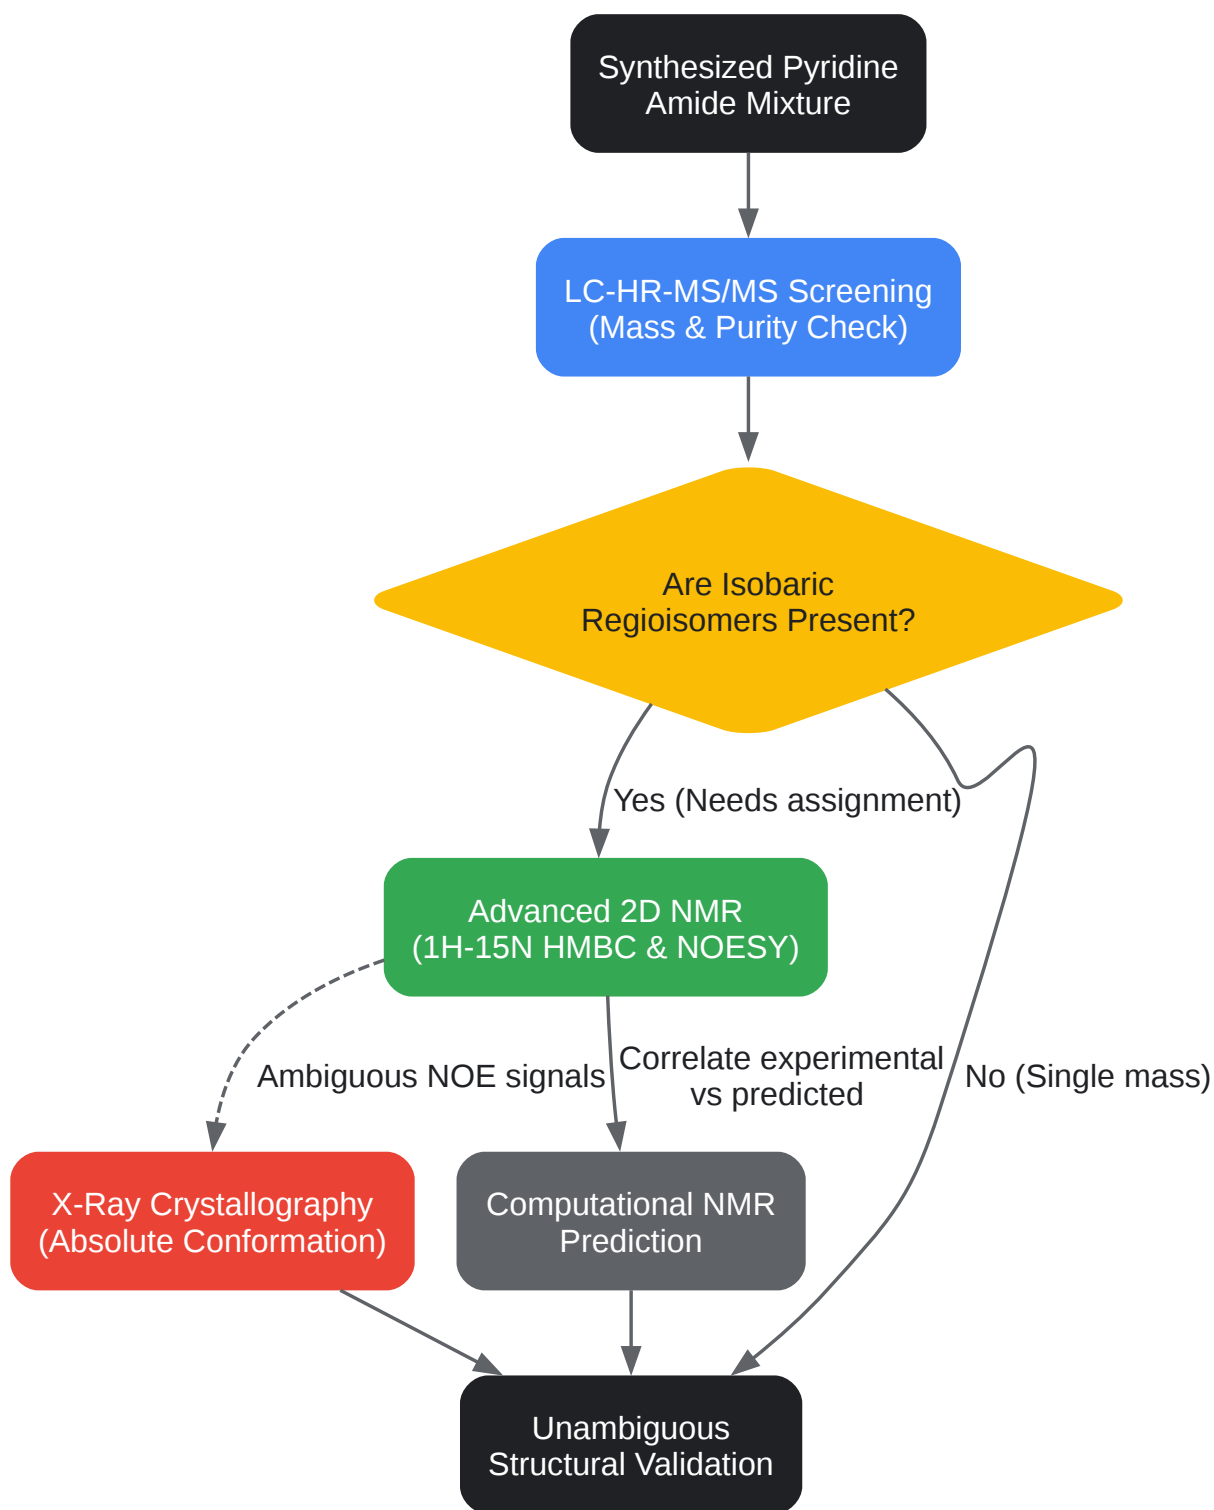 Synthesized Pyridine
Amide Mixture
LC-HR-MS/MS Screening
(Mass & Purity Check)
Are Isobaric
Regioisomers Present?
Yes (Needs assignment)
Advanced 2D NMR
(1H-15N HMBC & NOESY)
Ambiguous NOE signals
Correlate experimental
vs predicted
No (Single mass)
X-Ray Crystallography
(Absolute Conformation)
Computational NMR
Prediction
Unambiguous
Structural Validation